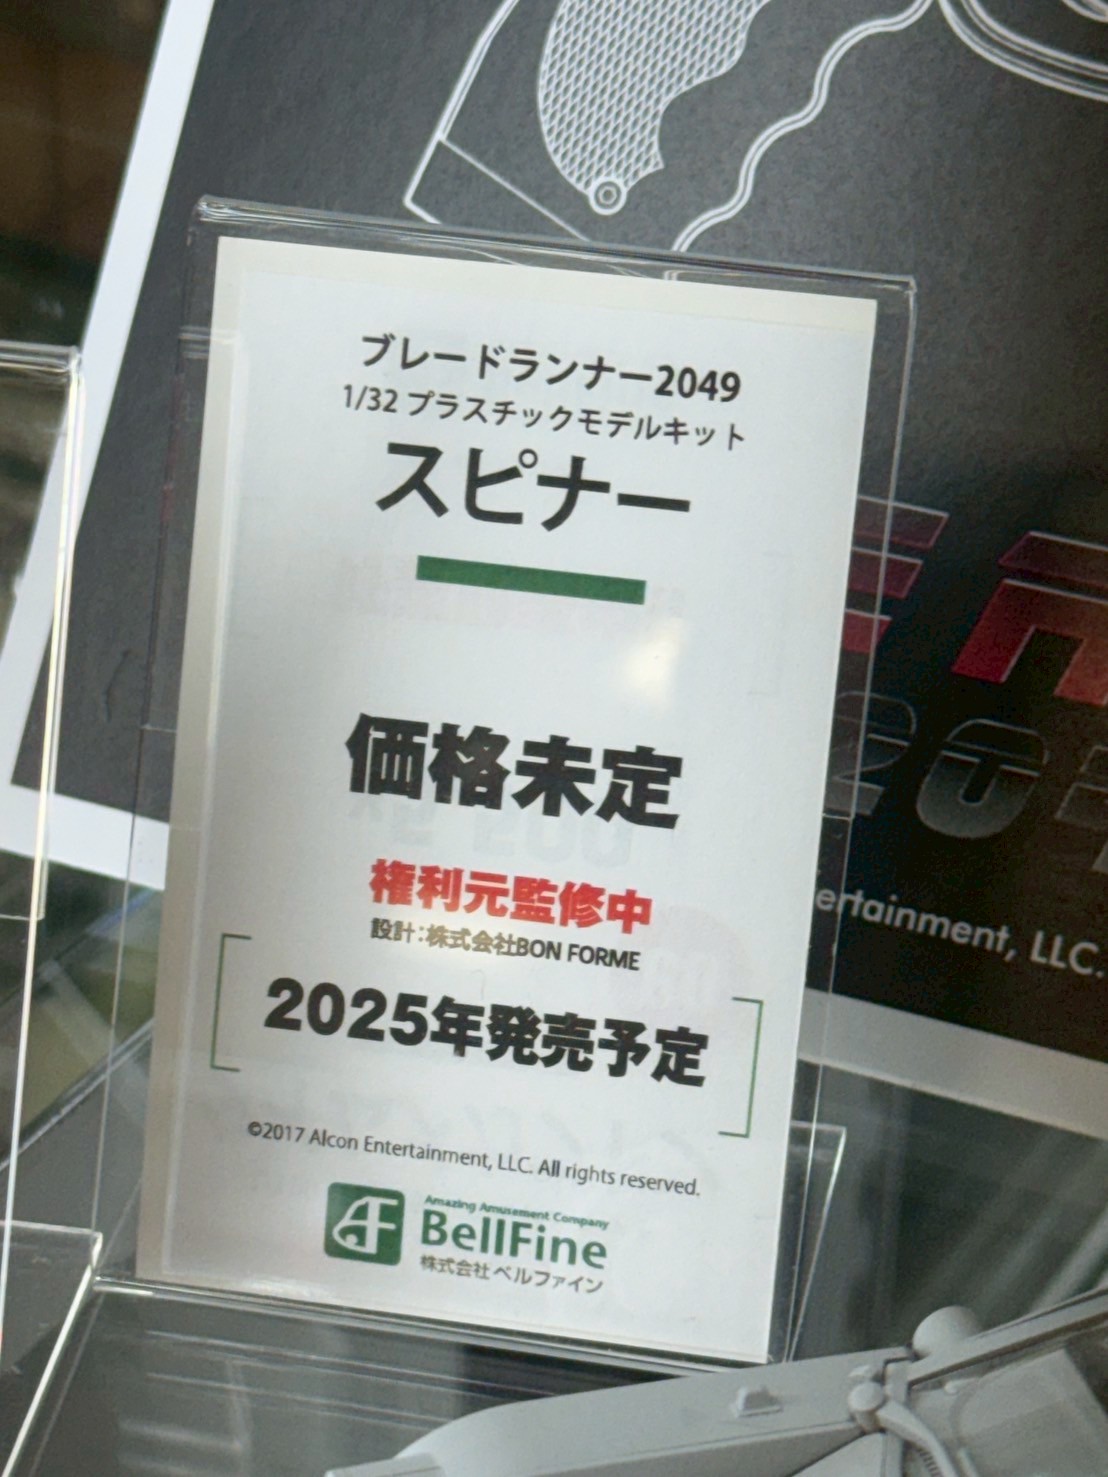 ブレードランナー2049
1/32 プラスチックモデルキット
スピナー
価格未定
権利元監修中
設計:株式会社BON FORME
2025年発売予定
©2017 Alcon Entertainment, LLC. All rights reserved.
Amazing Amusement Company
BellFine
株式会社 ベルファイン
ertainment, LLC.